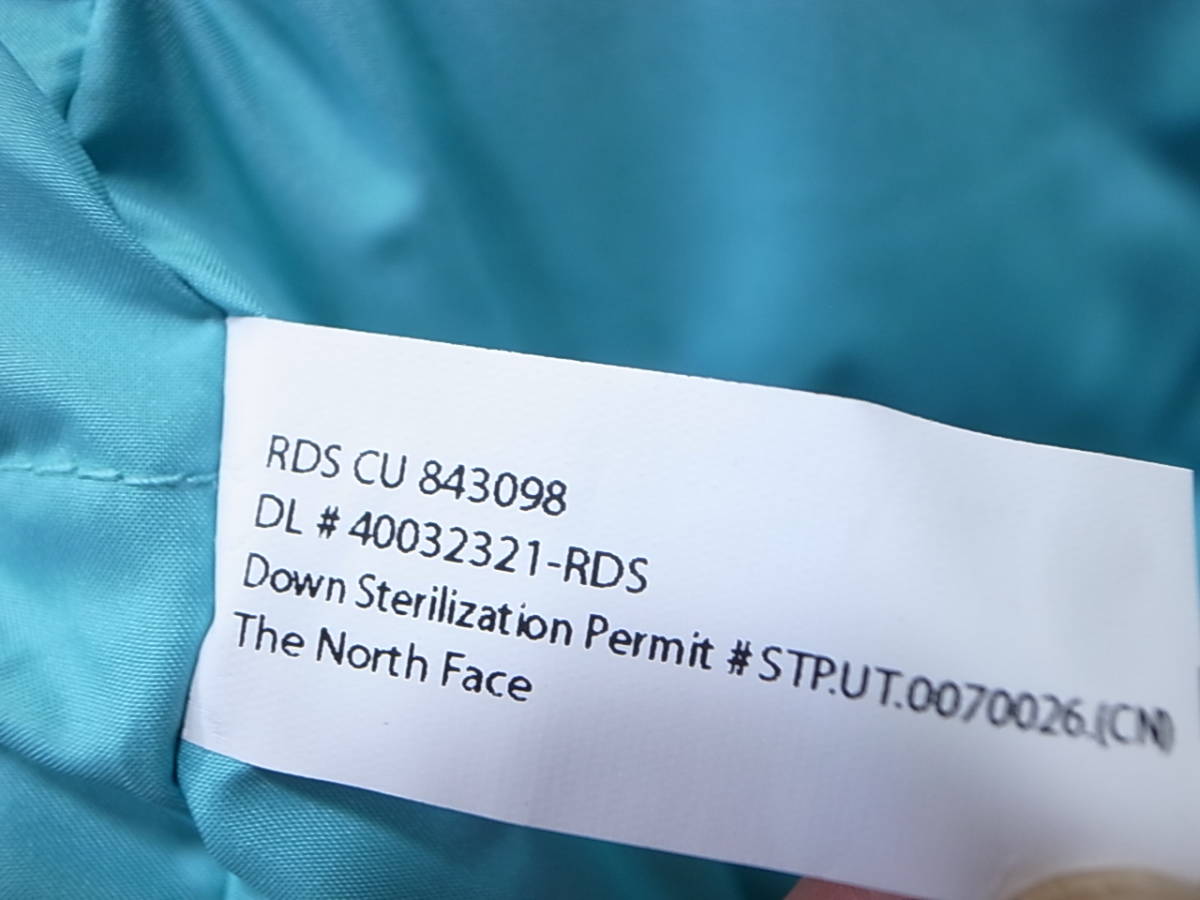 RDS CU 843098
DL # 40032321-RDS
Down Sterilization Permit # STP.UT.0070026.(CN)
The North Face